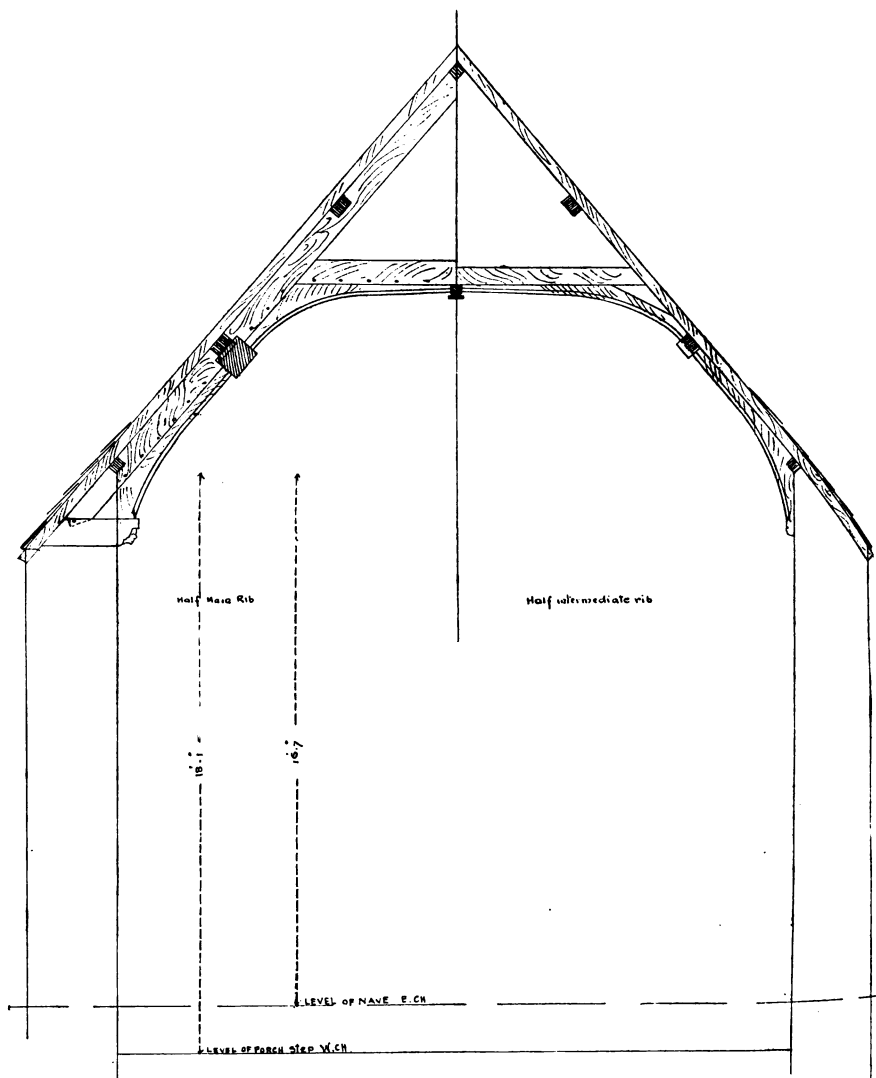 Half Main Rib
Half intermediate rib
18.1
16.7
LEVEL OF NAVE E.CH
LEVEL OF PORCH STEP W.CH.